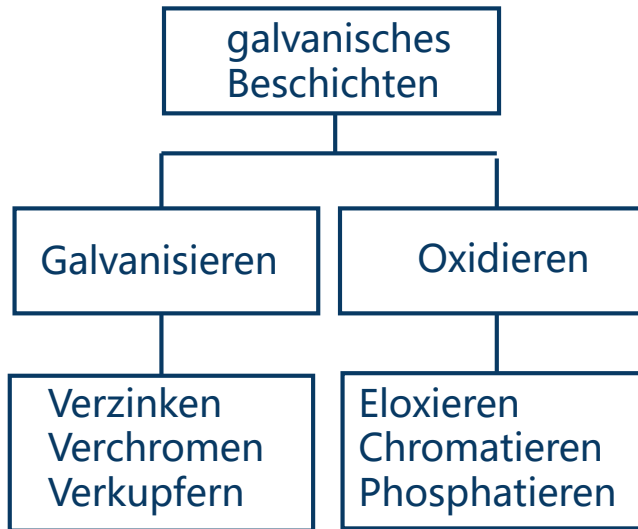 galvanisches
Beschichten
Galvanisieren
Oxidieren
Verzinken
Verchromen
Verkupfern
Eloxieren
Chromatieren
Phosphatieren